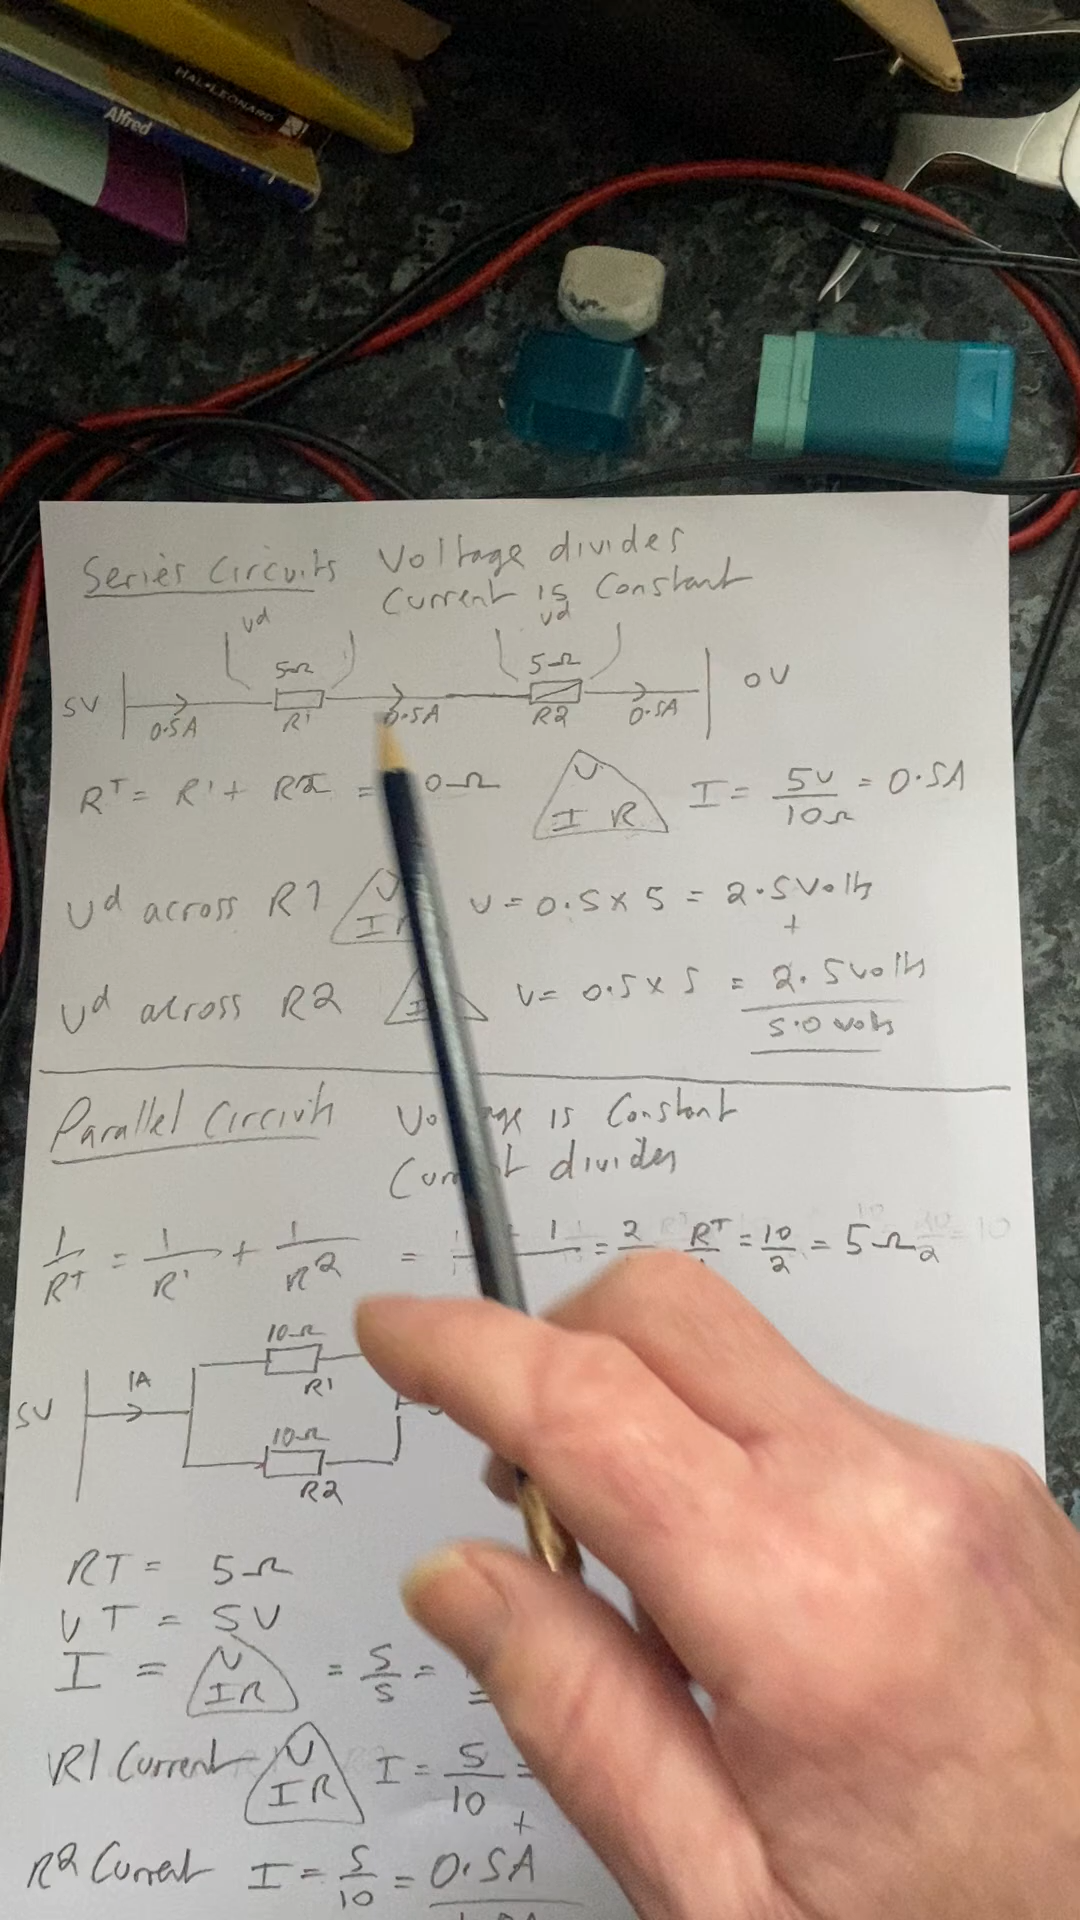 HAL•LEONARD
Alfred
Series Circuits Voltage divides
Current is Constant
Vd Vd
5Ω 5Ω
5V 0V
0.5A R1 0.5A R2 0.5A
RT = R1 + R2 = 0Ω V I R I = 5V/10Ω = 0.5A
Vd across R1 V I R V = 0.5 x 5 = 2.5 Volts
+
Vd across R2 I V = 0.5 x 5 = 2.5 volts
5.0 volts
Parallel Circuits Voltage is Constant
Current divides
1/RT = 1/R1 + 1/R2 = = 2 RT = 10/2 = 5Ω
10Ω
1A R1
5V
10Ω
R2
RT = 5Ω
VT = 5V
I = V I R = 5/5 =
R1 Current V I R I = 5/10 =
+
R2 Current I = 5/10 = 0.5A